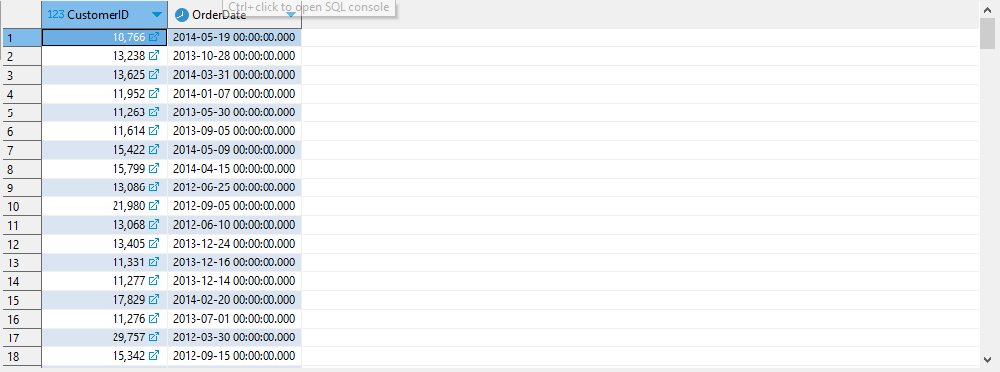 Ctrl+click to open SQL console
123 CustomerID OrderDate
1 18,766 2014-05-19 00:00:00.000
2 13,238 2013-10-28 00:00:00.000
3 13,625 2014-03-31 00:00:00.000
4 11,952 2014-01-07 00:00:00.000
5 11,263 2013-05-30 00:00:00.000
6 11,614 2013-09-05 00:00:00.000
7 15,422 2014-05-09 00:00:00.000
8 15,799 2014-04-15 00:00:00.000
9 13,086 2012-06-25 00:00:00.000
10 21,980 2012-09-05 00:00:00.000
11 13,068 2012-06-10 00:00:00.000
12 13,405 2013-12-24 00:00:00.000
13 11,331 2013-12-16 00:00:00.000
14 11,277 2013-12-14 00:00:00.000
15 17,829 2014-02-20 00:00:00.000
16 11,276 2013-07-01 00:00:00.000
17 29,757 2012-03-30 00:00:00.000
18 15,342 2012-09-15 00:00:00.000